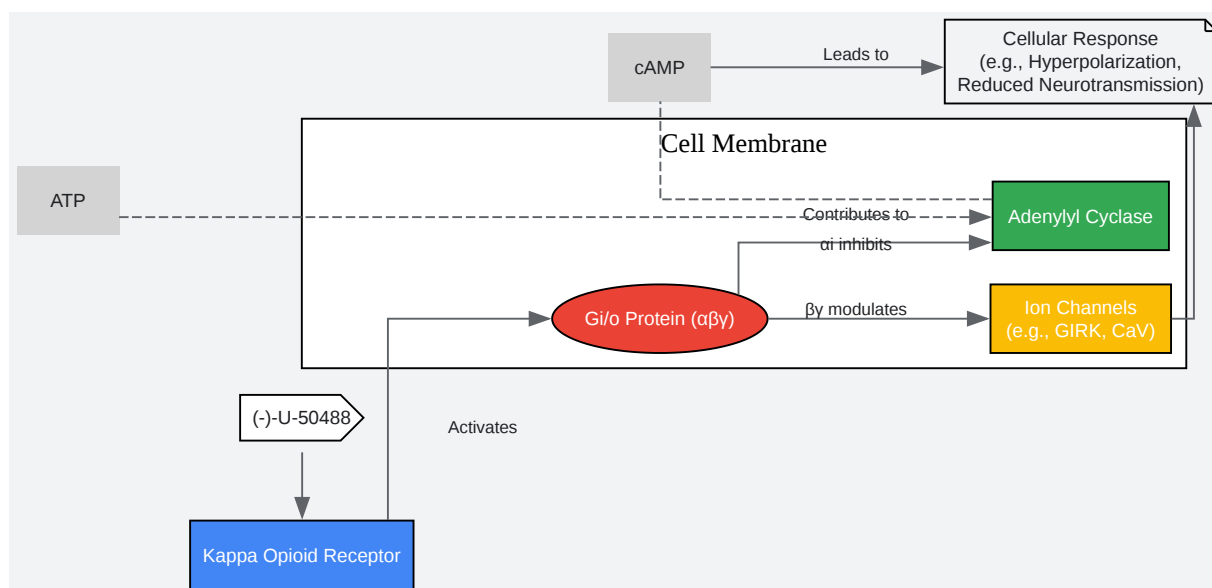 cAMP
Leads to
Cellular Response
(e.g., Hyperpolarization,
Reduced Neurotransmission)
Cell Membrane
ATP
Contributes to
Adenylyl Cyclase
αi inhibits
Gi/o Protein (αβγ)
βγ modulates
Ion Channels
(e.g., GIRK, CaV)
(-)-U-50488
Activates
Kappa Opioid Receptor